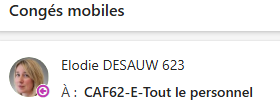 Congés mobiles
Elodie DESAUW 623
À : CAF62-E-Tout le personnel